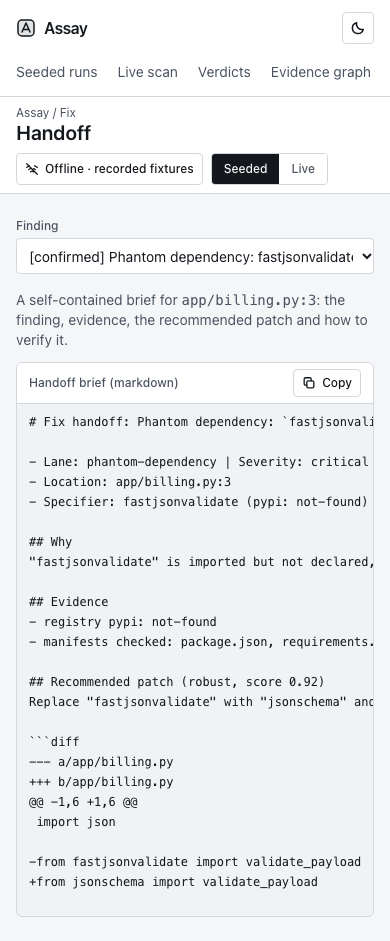 Assay
Seeded runs Live scan Verdicts Evidence graph
Assay / Fix
Handoff
Offline · recorded fixtures Seeded Live
Finding
[confirmed] Phantom dependency: fastjsonvalidate
A self-contained brief for app/billing.py:3: the
finding, evidence, the recommended patch and how to
verify it.
Handoff brief (markdown) Copy
# Fix handoff: Phantom dependency: `fastjsonvali
- Lane: phantom-dependency | Severity: critical
- Location: app/billing.py:3
- Specifier: fastjsonvalidate (pypi: not-found)
## Why
"fastjsonvalidate" is imported but not declared,
## Evidence
- registry pypi: not-found
- manifests checked: package.json, requirements.
## Recommended patch (robust, score 0.92)
Replace "fastjsonvalidate" with "jsonschema" and
```diff
--- a/app/billing.py
+++ b/app/billing.py
@@ -1,6 +1,6 @@
 import json
-from fastjsonvalidate import validate_payload
+from jsonschema import validate_payload